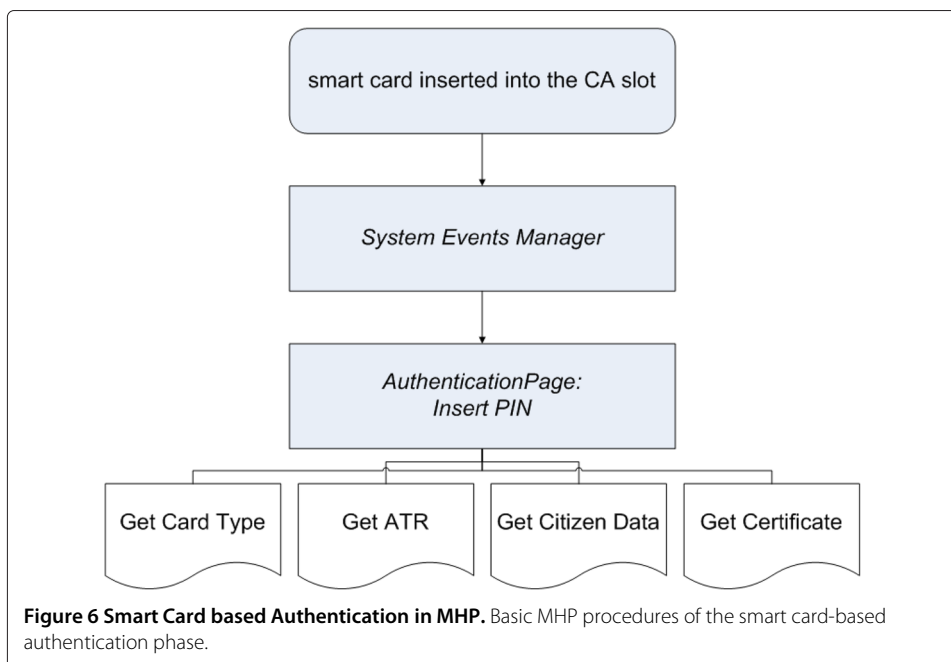 smart card inserted into the CA slot
System Events Manager
AuthenticationPage:
Insert PIN
Get Card Type
Get ATR
Get Citizen Data
Get Certificate
Figure 6 Smart Card based Authentication in MHP. Basic MHP procedures of the smart card-based
authentication phase.